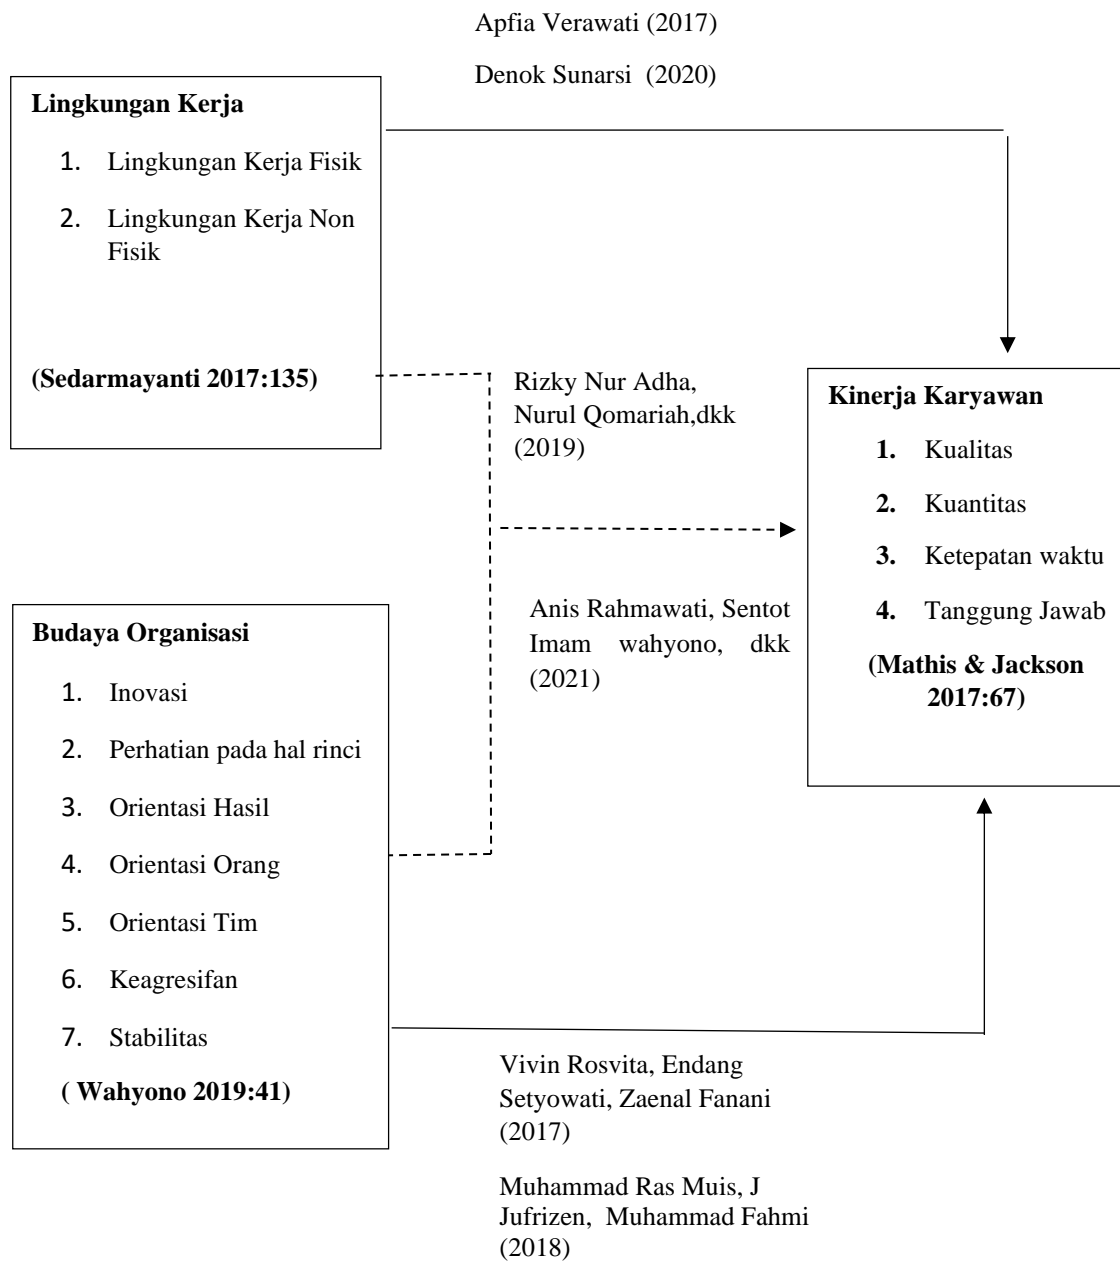 Apfia Verawati (2017)
Denok Sunarsi (2020)
Lingkungan Kerja
1. Lingkungan Kerja Fisik
2. Lingkungan Kerja Non
Fisik
(Sedarmayanti 2017:135)
Rizky Nur Adha,
Nurul Qomariah,dkk
(2019)
Kinerja Karyawan
1. Kualitas
2. Kuantitas
3. Ketepatan waktu
4. Tanggung Jawab
(Mathis & Jackson
2017:67)
Anis Rahmawati, Sentot
Imam wahyono, dkk
(2021)
Budaya Organisasi
1. Inovasi
2. Perhatian pada hal rinci
3. Orientasi Hasil
4. Orientasi Orang
5. Orientasi Tim
6. Keagresifan
7. Stabilitas
( Wahyono 2019:41)
Vivin Rosvita, Endang
Setyowati, Zaenal Fanani
(2017)
Muhammad Ras Muis, J
Jufrizen, Muhammad Fahmi
(2018)